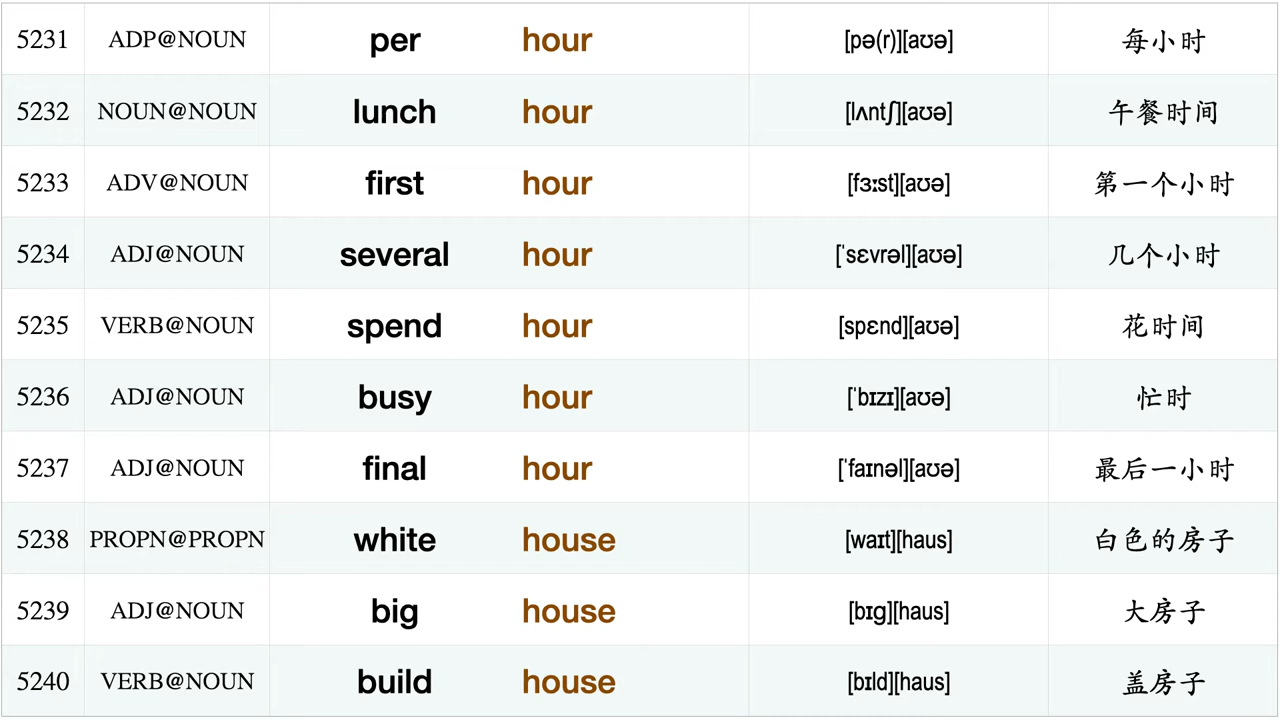 5231 ADP@NOUN per hour [pə(r)][aʊə] 每小时
5232 NOUN@NOUN lunch hour [lʌntʃ][aʊə] 午餐时间
5233 ADV@NOUN first hour [fɜːst][aʊə] 第一个小时
5234 ADJ@NOUN several hour [ˈsɛvrəl][aʊə] 几个小时
5235 VERB@NOUN spend hour [spɛnd][aʊə] 花时间
5236 ADJ@NOUN busy hour [ˈbɪzɪ][aʊə] 忙时
5237 ADJ@NOUN final hour [ˈfaɪnəl][aʊə] 最后一小时
5238 PROPN@PROPN white house [waɪt][haus] 白色的房子
5239 ADJ@NOUN big house [bɪɡ][haus] 大房子
5240 VERB@NOUN build house [bɪld][haus] 盖房子